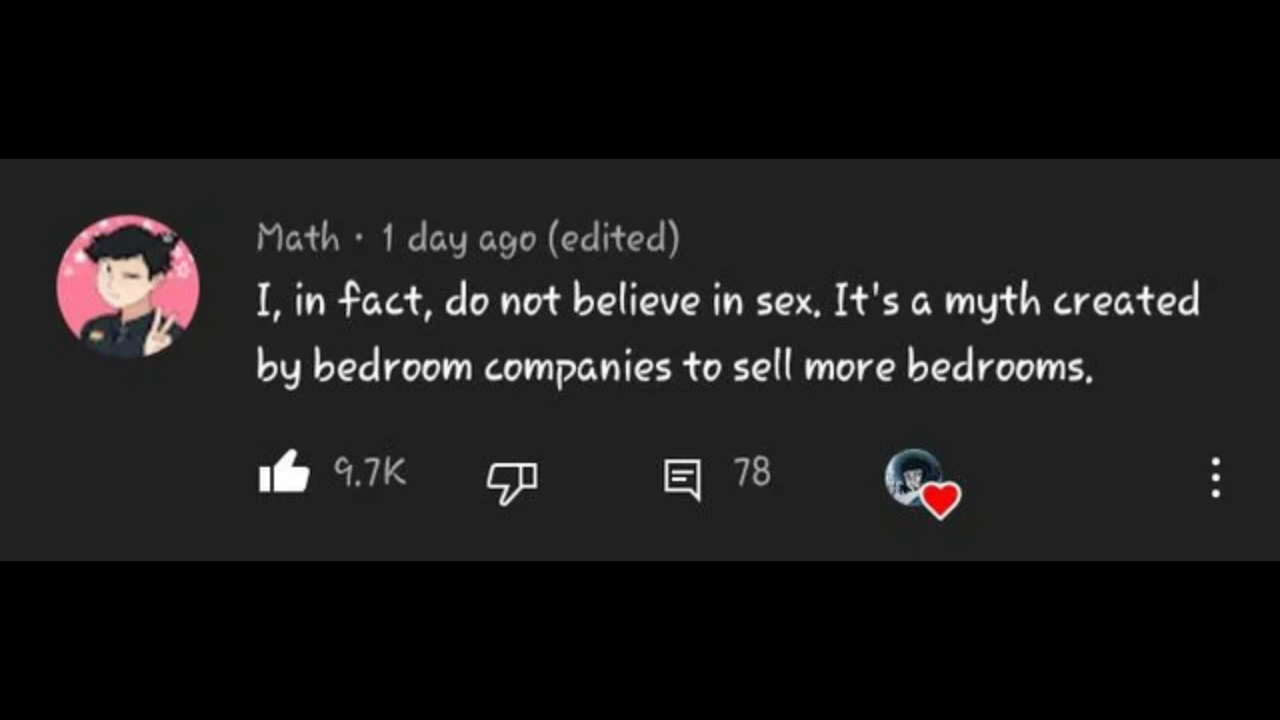 Math · 1 day ago (edited)
I, in fact, do not believe in sex. It's a myth created
by bedroom companies to sell more bedrooms.
9.7K 78